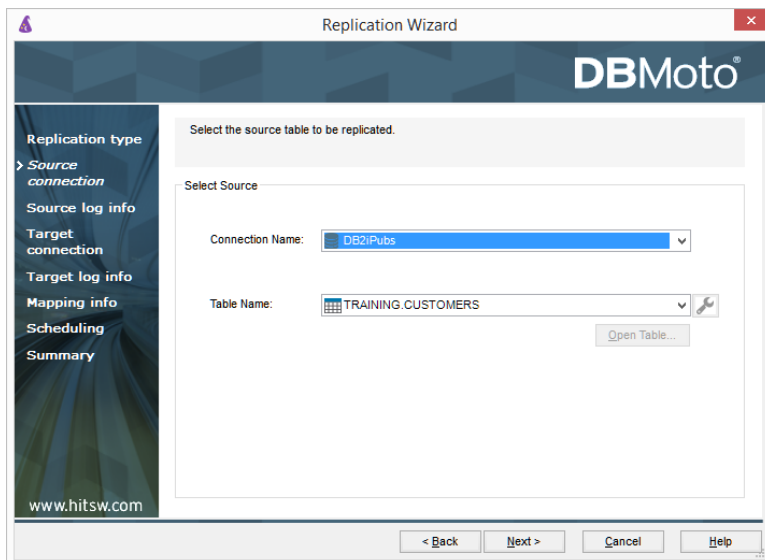 Replication Wizard
DBMoto®
Replication type
Source
connection
Source log info
Target
connection
Target log info
Mapping info
Scheduling
Summary
www.hitsw.com
Select the source table to be replicated.
Select Source
Connection Name: DB2iPubs
Table Name: TRAINING.CUSTOMERS
Open Table...
< Back Next > Cancel Help